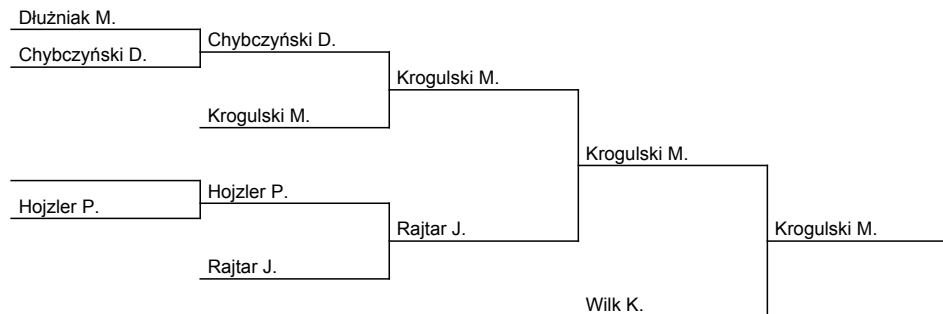 Dłużniak M.
Chybczyński D.
Chybczyński D.
Krogulski M.
Krogulski M.
Krogulski M.
Hojzler P.
Hojzler P.
Rajtar J.
Krogulski M.
Rajtar J.
Wilk K.